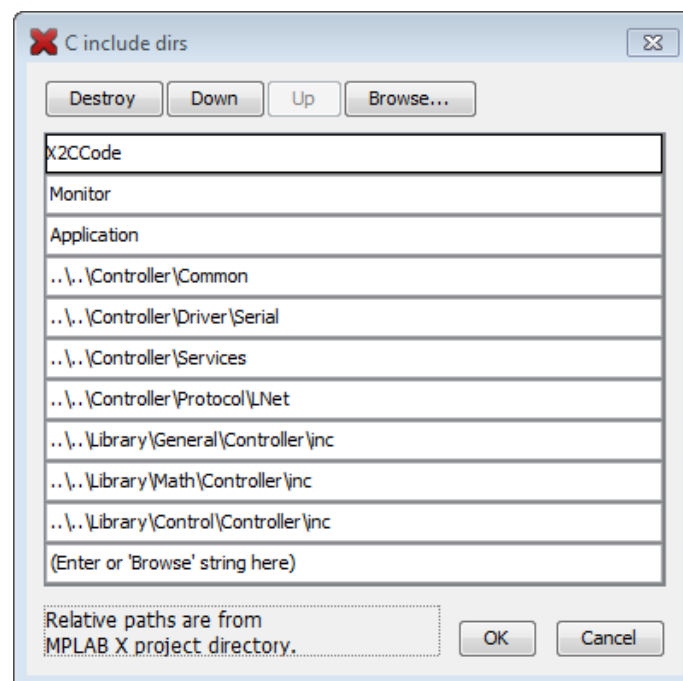 C include dirs
Destroy Down Up Browse...
X2CCode
Monitor
Application
..\..\Controller\Common
..\..\Controller\Driver\Serial
..\..\Controller\Services
..\..\Controller\Protocol\LNet
..\..\Library\General\Controller\inc
..\..\Library\Math\Controller\inc
..\..\Library\Control\Controller\inc
(Enter or 'Browse' string here)
Relative paths are from
MPLAB X project directory.
OK Cancel